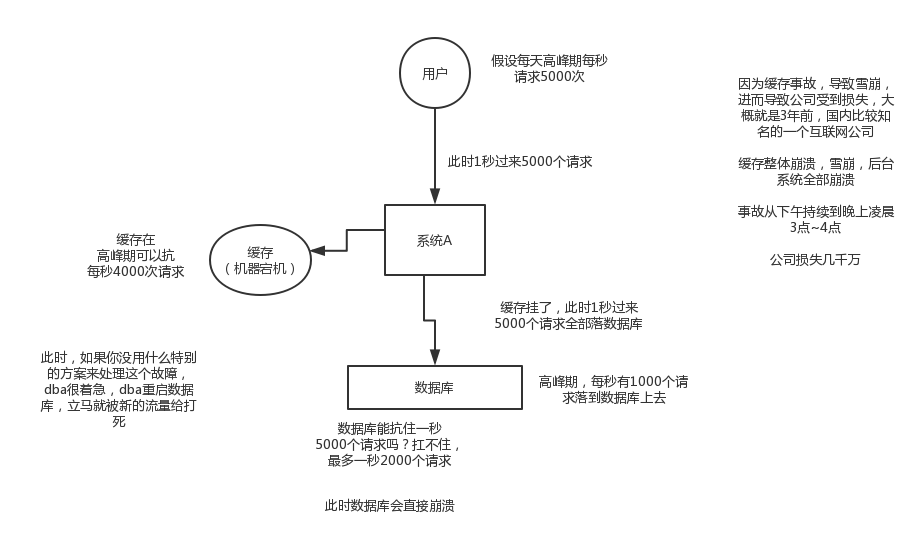 用户
假设每天高峰期每秒
请求5000次
因为缓存事故，导致雪崩，
进而导致公司受到损失，大
概就是3年前，国内比较知
名的一个互联网公司
缓存整体崩溃，雪崩，后台
系统全部崩溃
事故从下午持续到晚上凌晨
3点~4点
公司损失几千万
此时1秒过来5000个请求
系统A
缓存在
高峰期可以抗
每秒4000次请求
缓存
（机器宕机）
缓存挂了，此时1秒过来
5000个请求全部落数据库
此时，如果你没用什么特别
的方案来处理这个故障，
dba很着急，dba重启数据
库，立马就被新的流量给打
死
数据库
高峰期，每秒有1000个请
求落到数据库上去
数据库能抗住一秒
5000个请求吗？扛不住，
最多一秒2000个请求
此时数据库会直接崩溃